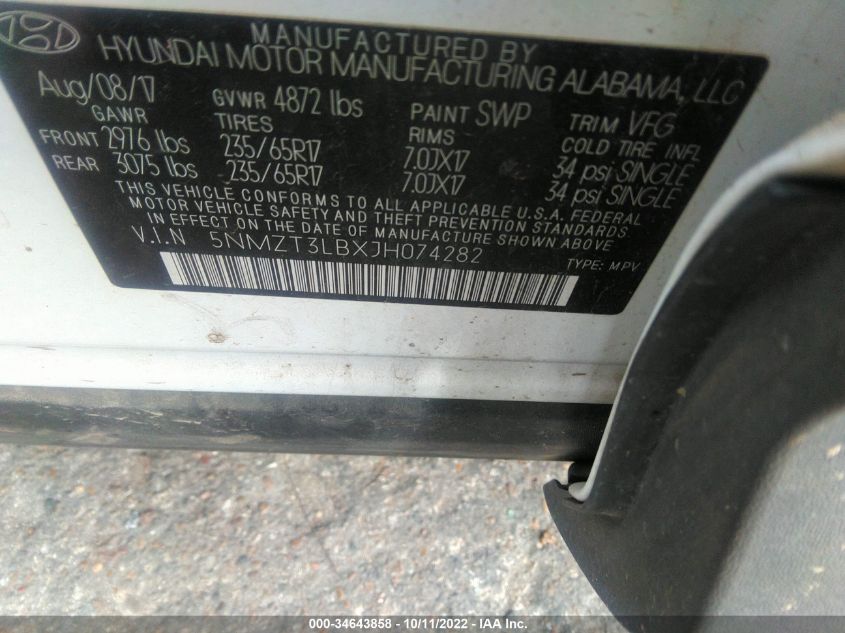 MANUFACTURED BY
HYUNDAI MOTOR MANUFACTURING ALABAMA, LLC
Aug/08/17 GVWR 4872 lbs PAINT SWP TRIM VFG
GAWR TIRES RIMS COLD TIRE INFL
FRONT 2976 lbs 235/65R17 7.0JX17 34 psi SINGLE
REAR 3075 lbs 235/65R17 7.0JX17 34 psi SINGLE
THIS VEHICLE CONFORMS TO ALL APPLICABLE U.S.A. FEDERAL
MOTOR VEHICLE SAFETY AND THEFT PREVENTION STANDARDS
IN EFFECT ON THE DATE OF MANUFACTURE SHOWN ABOVE.
V.I.N 5NMZT3LBXJH074282 TYPE: MPV
000-34643858 - 10/11/2022 - IAA Inc.